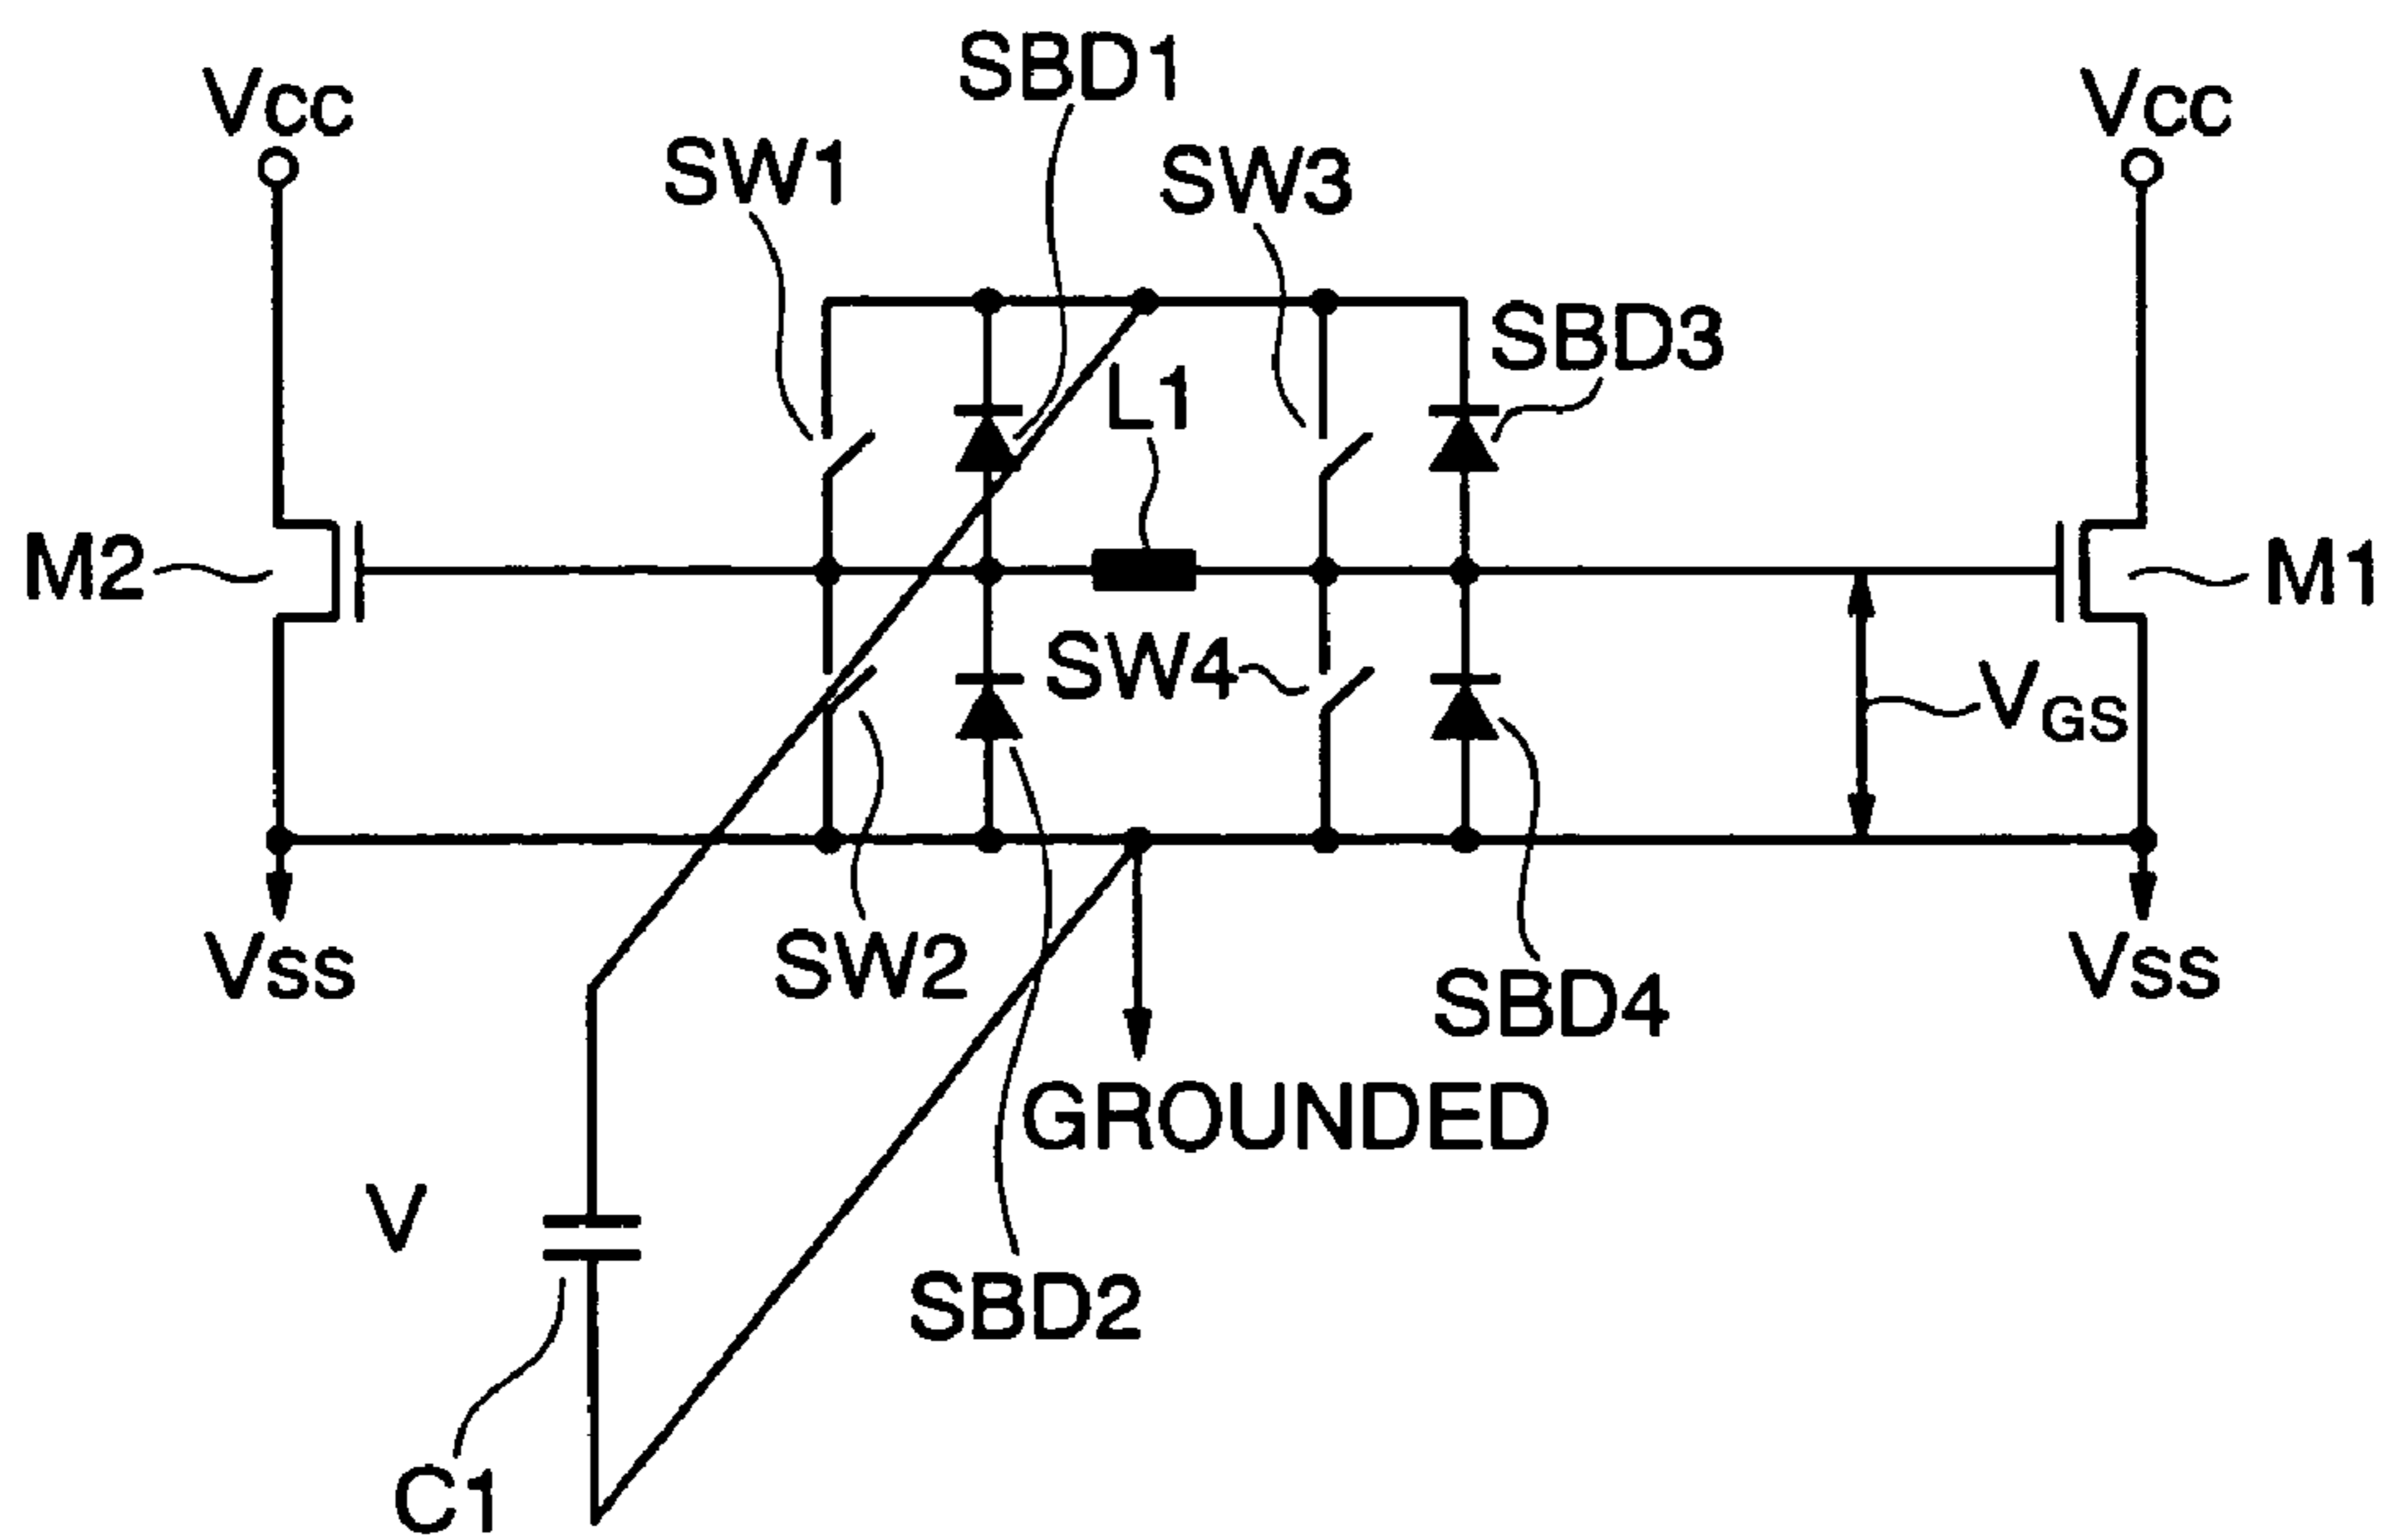 SBD1
Vcc
Vcc
SW1
SW3
SBD3
L1
M2
M1
SW4
VGS
Vss
SW2
Vss
SBD4
GROUNDED
V
SBD2
C1